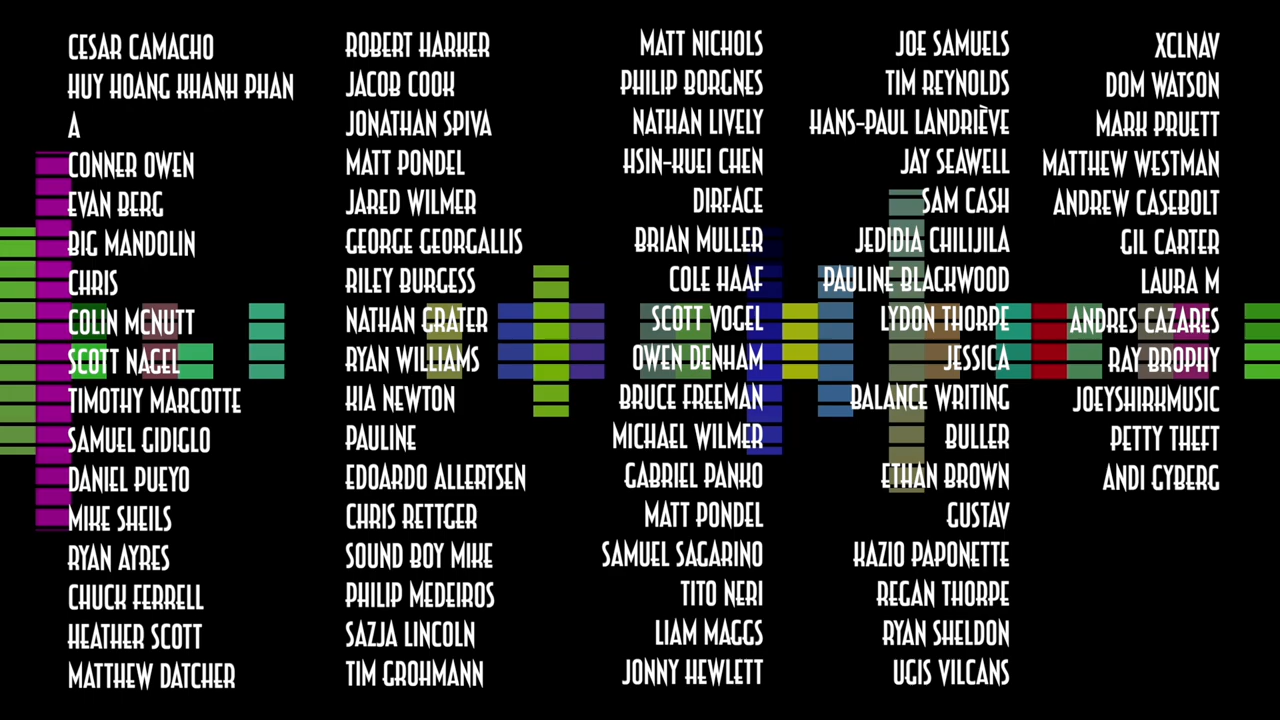 CESAR CAMACHO
HUY HOANG KHANH PHAN
A
CONNER OWEN
EVAN BERG
BIG MANDOLIN
CHRIS
COLIN MCNUTT
SCOTT NAGEL
TIMOTHY MARCOTTE
SAMUEL GIDIGLO
DANIEL PUEYO
MIKE SHEILS
RYAN AYRES
CHUCK FERRELL
HEATHER SCOTT
MATTHEW DATCHER
ROBERT HARKER
JACOB COOK
JONATHAN SPIVA
MATT PONDEL
JARED WILMER
GEORGE GEORGALLIS
RILEY BURGESS
NATHAN GRATER
RYAN WILLIAMS
KIA NEWTON
PAULINE
EDOARDO ALLERTSEN
CHRIS RETTGER
SOUND BOY MIKE
PHILIP MEDEIROS
SAZJA LINCOLN
TIM GROHMANN
MATT NICHOLS
PHILIP BORGNES
NATHAN LIVELY
HSIN-KUEI CHEN
DIRFACE
BRIAN MULLER
COLE HAAF
SCOTT VOGEL
OWEN DENHAM
BRUCE FREEMAN
MICHAEL WILMER
GABRIEL PANKO
MATT PONDEL
SAMUEL SAGARINO
TITO NERI
LIAM MAGGS
JONNY HEWLETT
JOE SAMUELS
TIM REYNOLDS
HANS-PAUL LANDRIÈVE
JAY SEAWELL
SAM CASH
JEDIDIA CHILIJILA
PAULINE BLACKWOOD
LYDON THORPE
JESSICA
BALANCE WRITING
BULLER
ETHAN BROWN
GUSTAV
KAZIO PAPONETTE
REGAN THORPE
RYAN SHELDON
UGIS VILCANS
XCLNAV
DOM WATSON
MARK PRUETT
MATTHEW WESTMAN
ANDREW CASEBOLT
GIL CARTER
LAURA M
ANDRES CAZARES
RAY BROPHY
JOEYSHIRKMUSIC
PETTY THEFT
ANDI GYBERG